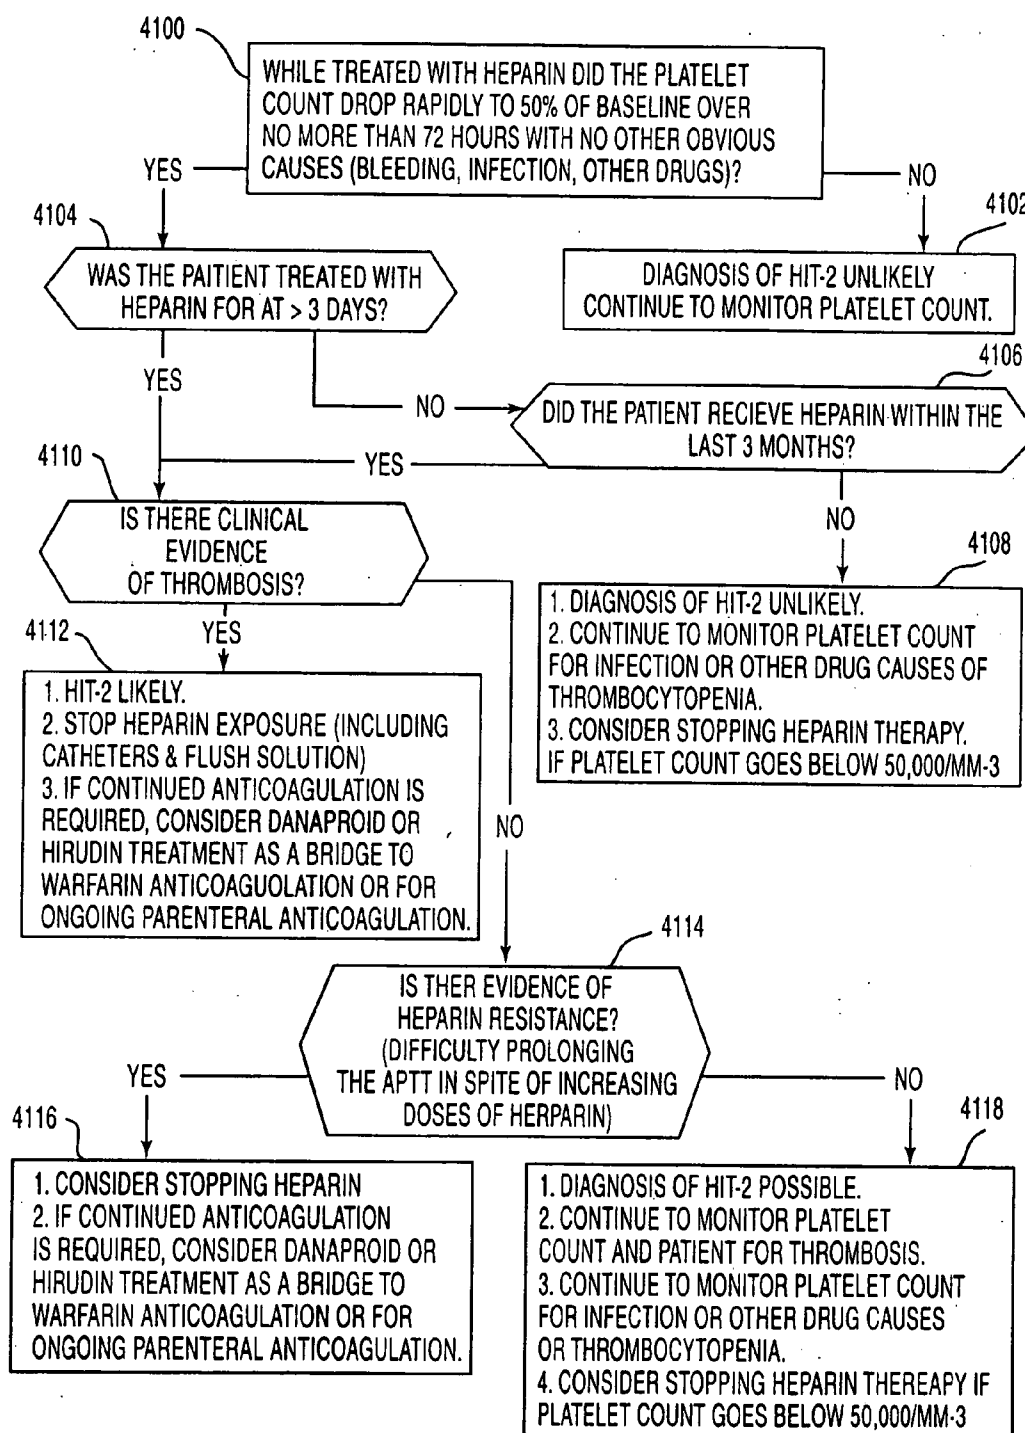 4100
WHILE TREATED WITH HEPARIN DID THE PLATELET
COUNT DROP RAPIDLY TO 50% OF BASELINE OVER
NO MORE THAN 72 HOURS WITH NO OTHER OBVIOUS
CAUSES (BLEEDING, INFECTION, OTHER DRUGS)?
YES
NO
4104
4102
WAS THE PAITIENT TREATED WITH
HEPARIN FOR AT > 3 DAYS?
DIAGNOSIS OF HIT-2 UNLIKELY
CONTINUE TO MONITOR PLATELET COUNT.
YES
NO
4106
DID THE PATIENT RECIEVE HEPARIN WITHIN THE
LAST 3 MONTHS?
YES
NO
4110
IS THERE CLINICAL
EVIDENCE
OF THROMBOSIS?
4108
1. DIAGNOSIS OF HIT-2 UNLIKELY.
2. CONTINUE TO MONITOR PLATELET COUNT
FOR INFECTION OR OTHER DRUG CAUSES OF
THROMBOCYTOPENIA.
3. CONSIDER STOPPING HEPARIN THERAPY.
IF PLATELET COUNT GOES BELOW 50,000/MM-3
YES
4112
1. HIT-2 LIKELY.
2. STOP HEPARIN EXPOSURE (INCLUDING
CATHETERS & FLUSH SOLUTION)
3. IF CONTINUED ANTICOAGULATION IS
REQUIRED, CONSIDER DANAPROID OR
HIRUDIN TREATMENT AS A BRIDGE TO
WARFARIN ANTICOAGUOLATION OR FOR
ONGOING PARENTERAL ANTICOAGULATION.
NO
4114
IS THER EVIDENCE OF
HEPARIN RESISTANCE?
(DIFFICULTY PROLONGING
THE APTT IN SPITE OF INCREASING
DOSES OF HERPARIN)
YES
NO
4116
1. CONSIDER STOPPING HEPARIN
2. IF CONTINUED ANTICOAGULATION
IS REQUIRED, CONSIDER DANAPROID OR
HIRUDIN TREATMENT AS A BRIDGE TO
WARFARIN ANTICOAGULATION OR FOR
ONGOING PARENTERAL ANTICOAGULATION.
4118
1. DIAGNOSIS OF HIT-2 POSSIBLE.
2. CONTINUE TO MONITOR PLATELET
COUNT AND PATIENT FOR THROMBOSIS.
3. CONTINUE TO MONITOR PLATELET COUNT
FOR INFECTION OR OTHER DRUG CAUSES
OR THROMBOCYTOPENIA.
4. CONSIDER STOPPING HEPARIN THEREAPY IF
PLATELET COUNT GOES BELOW 50,000/MM-3